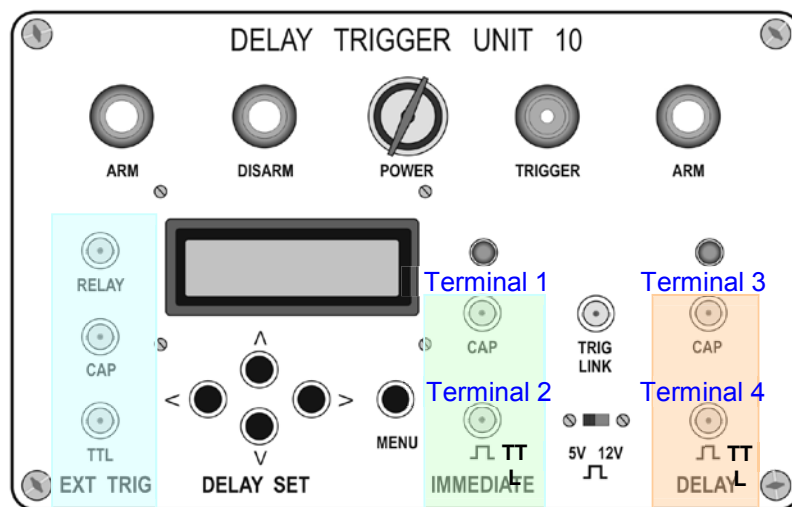 DELAY TRIGGER UNIT 10
ARM
DISARM
POWER
TRIGGER
ARM
RELAY
Terminal 1
Terminal 3
CAP
CAP
TRIG
LINK
CAP
Terminal 2
Terminal 4
<
^
>
v
MENU
TTL
TT
L
5V 12V
TT
L
EXT TRIG
DELAY SET
IMMEDIATE
DELAY